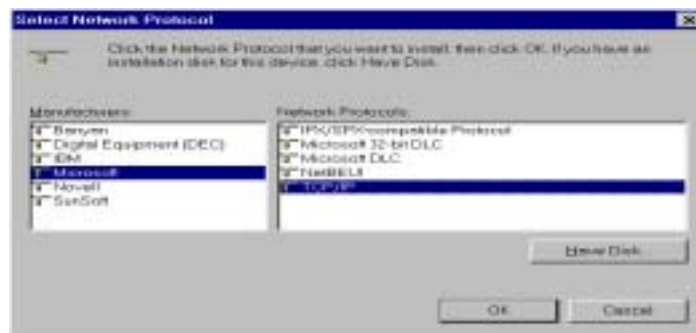 Select Network Protocol
Click the Network Protocol that you want to install, then click OK. If you have an
installation disk for this device, click Have Disk.
Manufacturers:
Banyan
Digital Equipment (DEC)
IBM
Microsoft
Novell
SunSoft
Network Protocols:
IPX/SPX-compatible Protocol
Microsoft 32-bit DLC
Microsoft DLC
NetBEUI
TCP/IP
Have Disk...
OK
Cancel